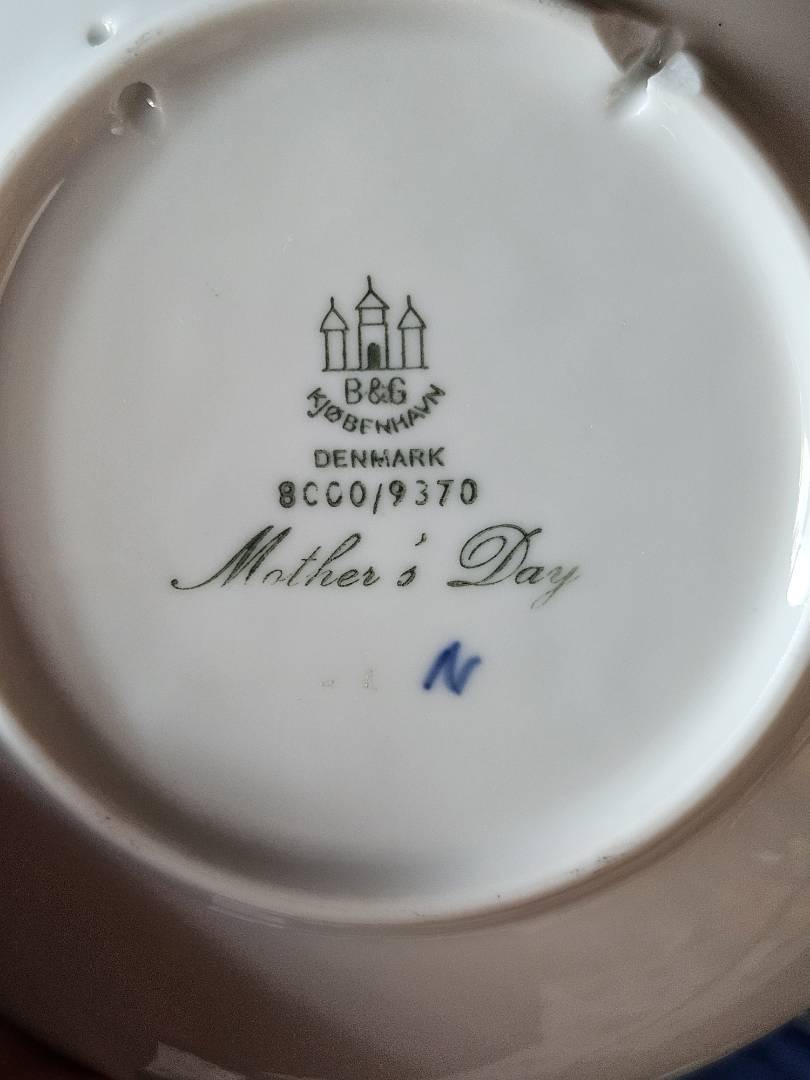 B&G
KJØBENHAVN
DENMARK
8000/9370
Mother's Day
N